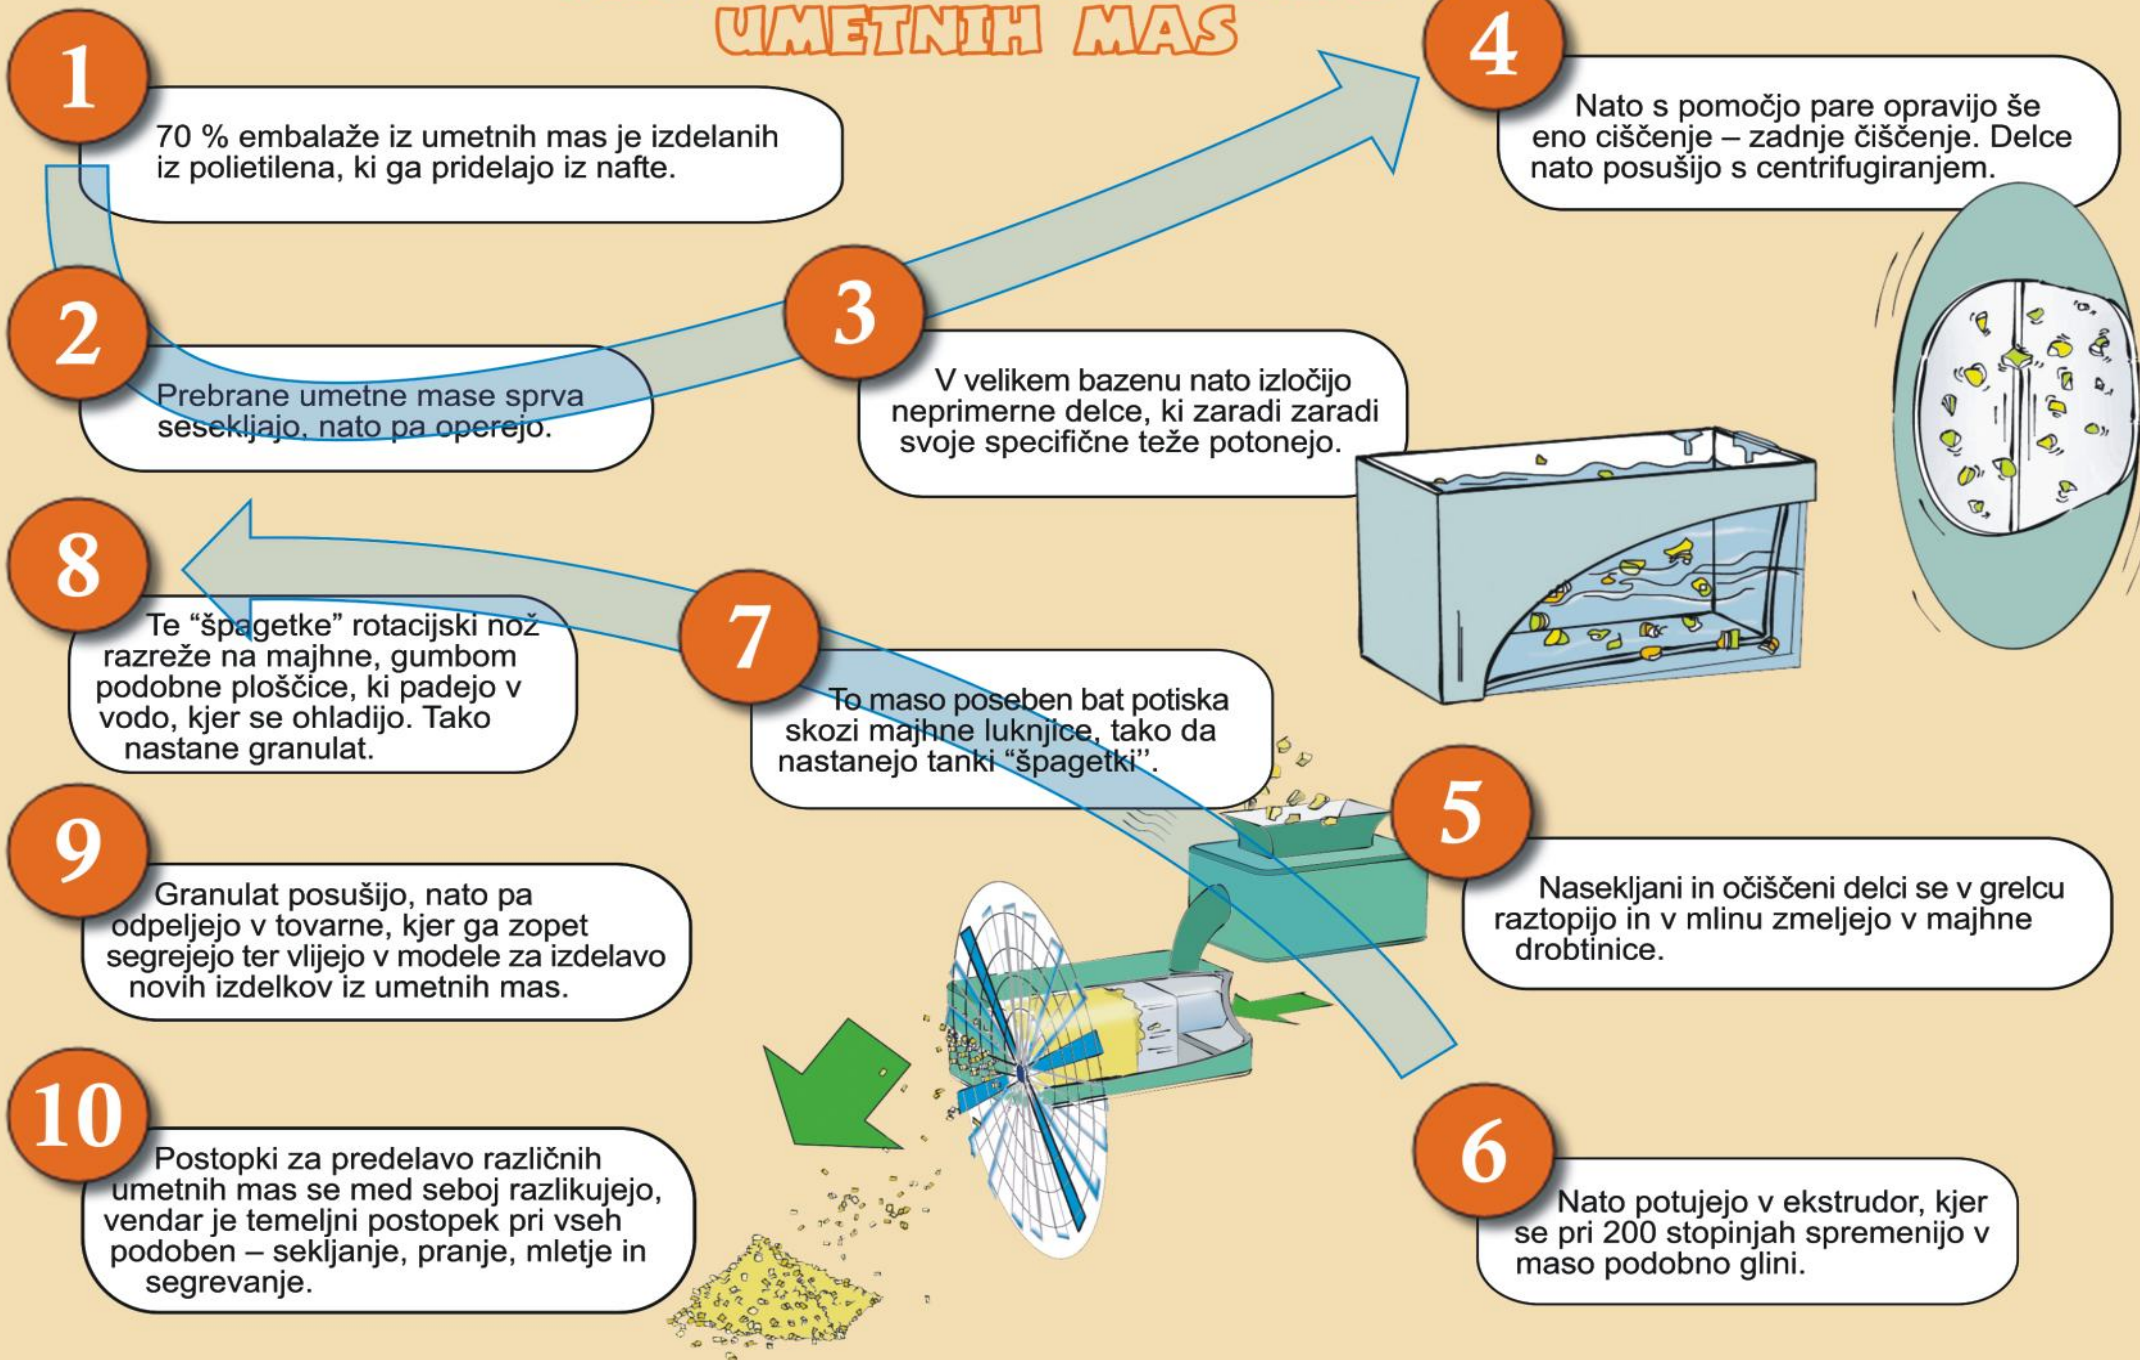 UMETNIH MAS
1
70 % embalaže iz umetnih mas je izdelanih
iz polietilena, ki ga pridelajo iz nafte.
2
Prebrane umetne mase sprva
sesekljajo, nato pa operejo.
3
V velikem bazenu nato izločijo
neprimerne delce, ki zaradi zaradi
svoje specifične teže potonejo.
4
Nato s pomočjo pare opravijo še
eno ciščenje – zadnje čiščenje. Delce
nato posušijo s centrifugiranjem.
5
Nasekljani in očiščeni delci se v grelcu
raztopijo in v mlinu zmeljejo v majhne
drobtinice.
6
Nato potujejo v ekstrudor, kjer
se pri 200 stopinjah spremenijo v
maso podobno glini.
7
To maso poseben bat potiska
skozi majhne luknjice, tako da
nastanejo tanki “špagetki’’.
8
Te “špagetke” rotacijski nož
razreže na majhne, gumbom
podobne ploščice, ki padejo v
vodo, kjer se ohladijo. Tako
nastane granulat.
9
Granulat posušijo, nato pa
odpeljejo v tovarne, kjer ga zopet
segrejejo ter vlijejo v modele za izdelavo
novih izdelkov iz umetnih mas.
10
Postopki za predelavo različnih
umetnih mas se med seboj razlikujejo,
vendar je temeljni postopek pri vseh
podoben – sekljanje, pranje, mletje in
segrevanje.